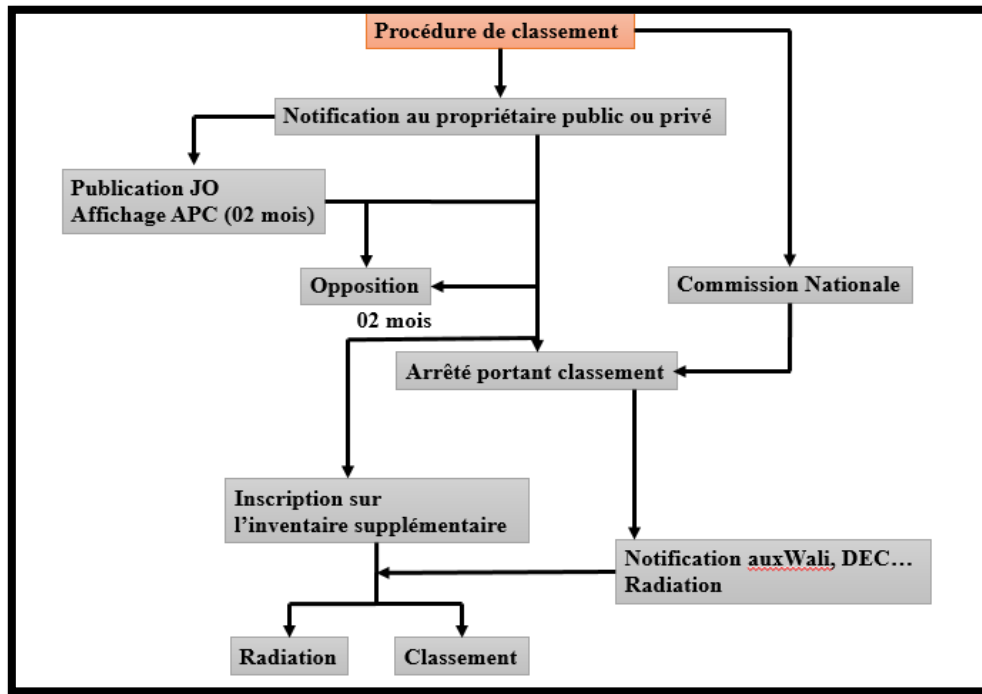 Procédure de classement
Notification au propriétaire public ou privé
Publication JO
Affichage APC (02 mois)
Opposition
Commission Nationale
02 mois
Arrêté portant classement
Inscription sur
l'inventaire supplémentaire
Notification auxWali, DEC…
Radiation
Radiation
Classement